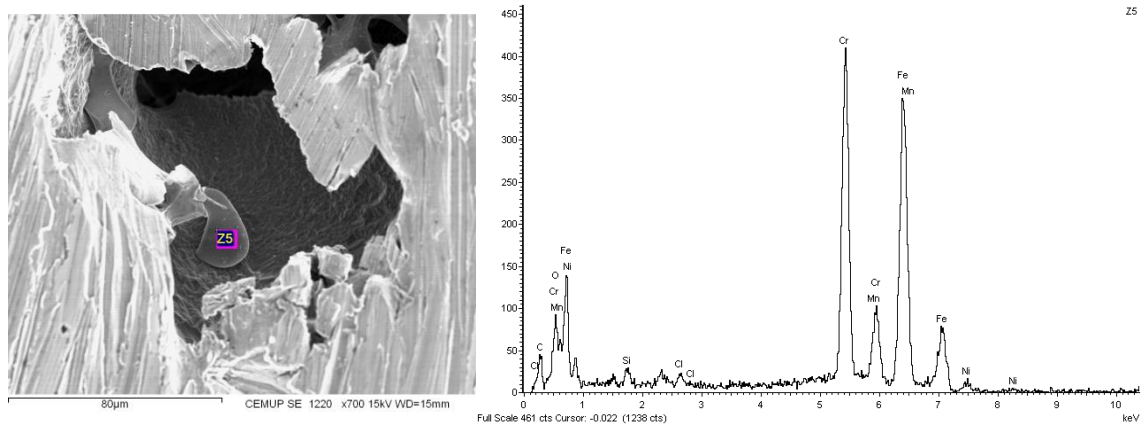 Z5
80µm
CEMUP SE 1220 x700 15kV WD=15mm
Z5
450
400
350
300
250
200
150
100
50
0
Cr
Fe
Mn
Fe
Ni
O
Cr
Mn
Cr
Mn
Fe
C
Cl
Si
Cl
Cl
Ni
Ni
0 1 2 3 4 5 6 7 8 9 10
keV
Full Scale 461 cts Cursor: -0.022 (1238 cts)